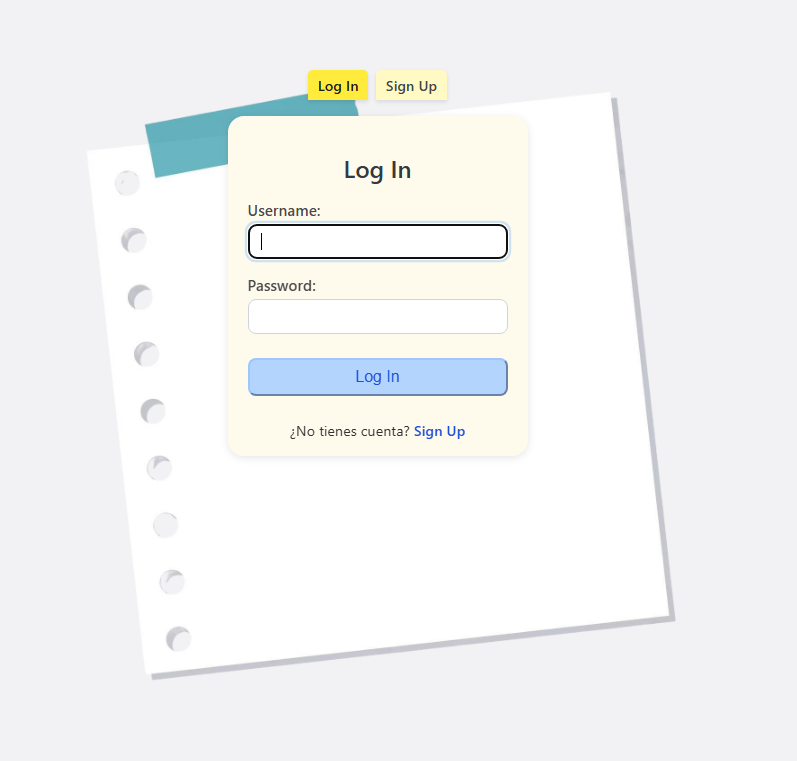 Log In Sign Up
Log In
Username:
Password:
Log In
¿No tienes cuenta? Sign Up